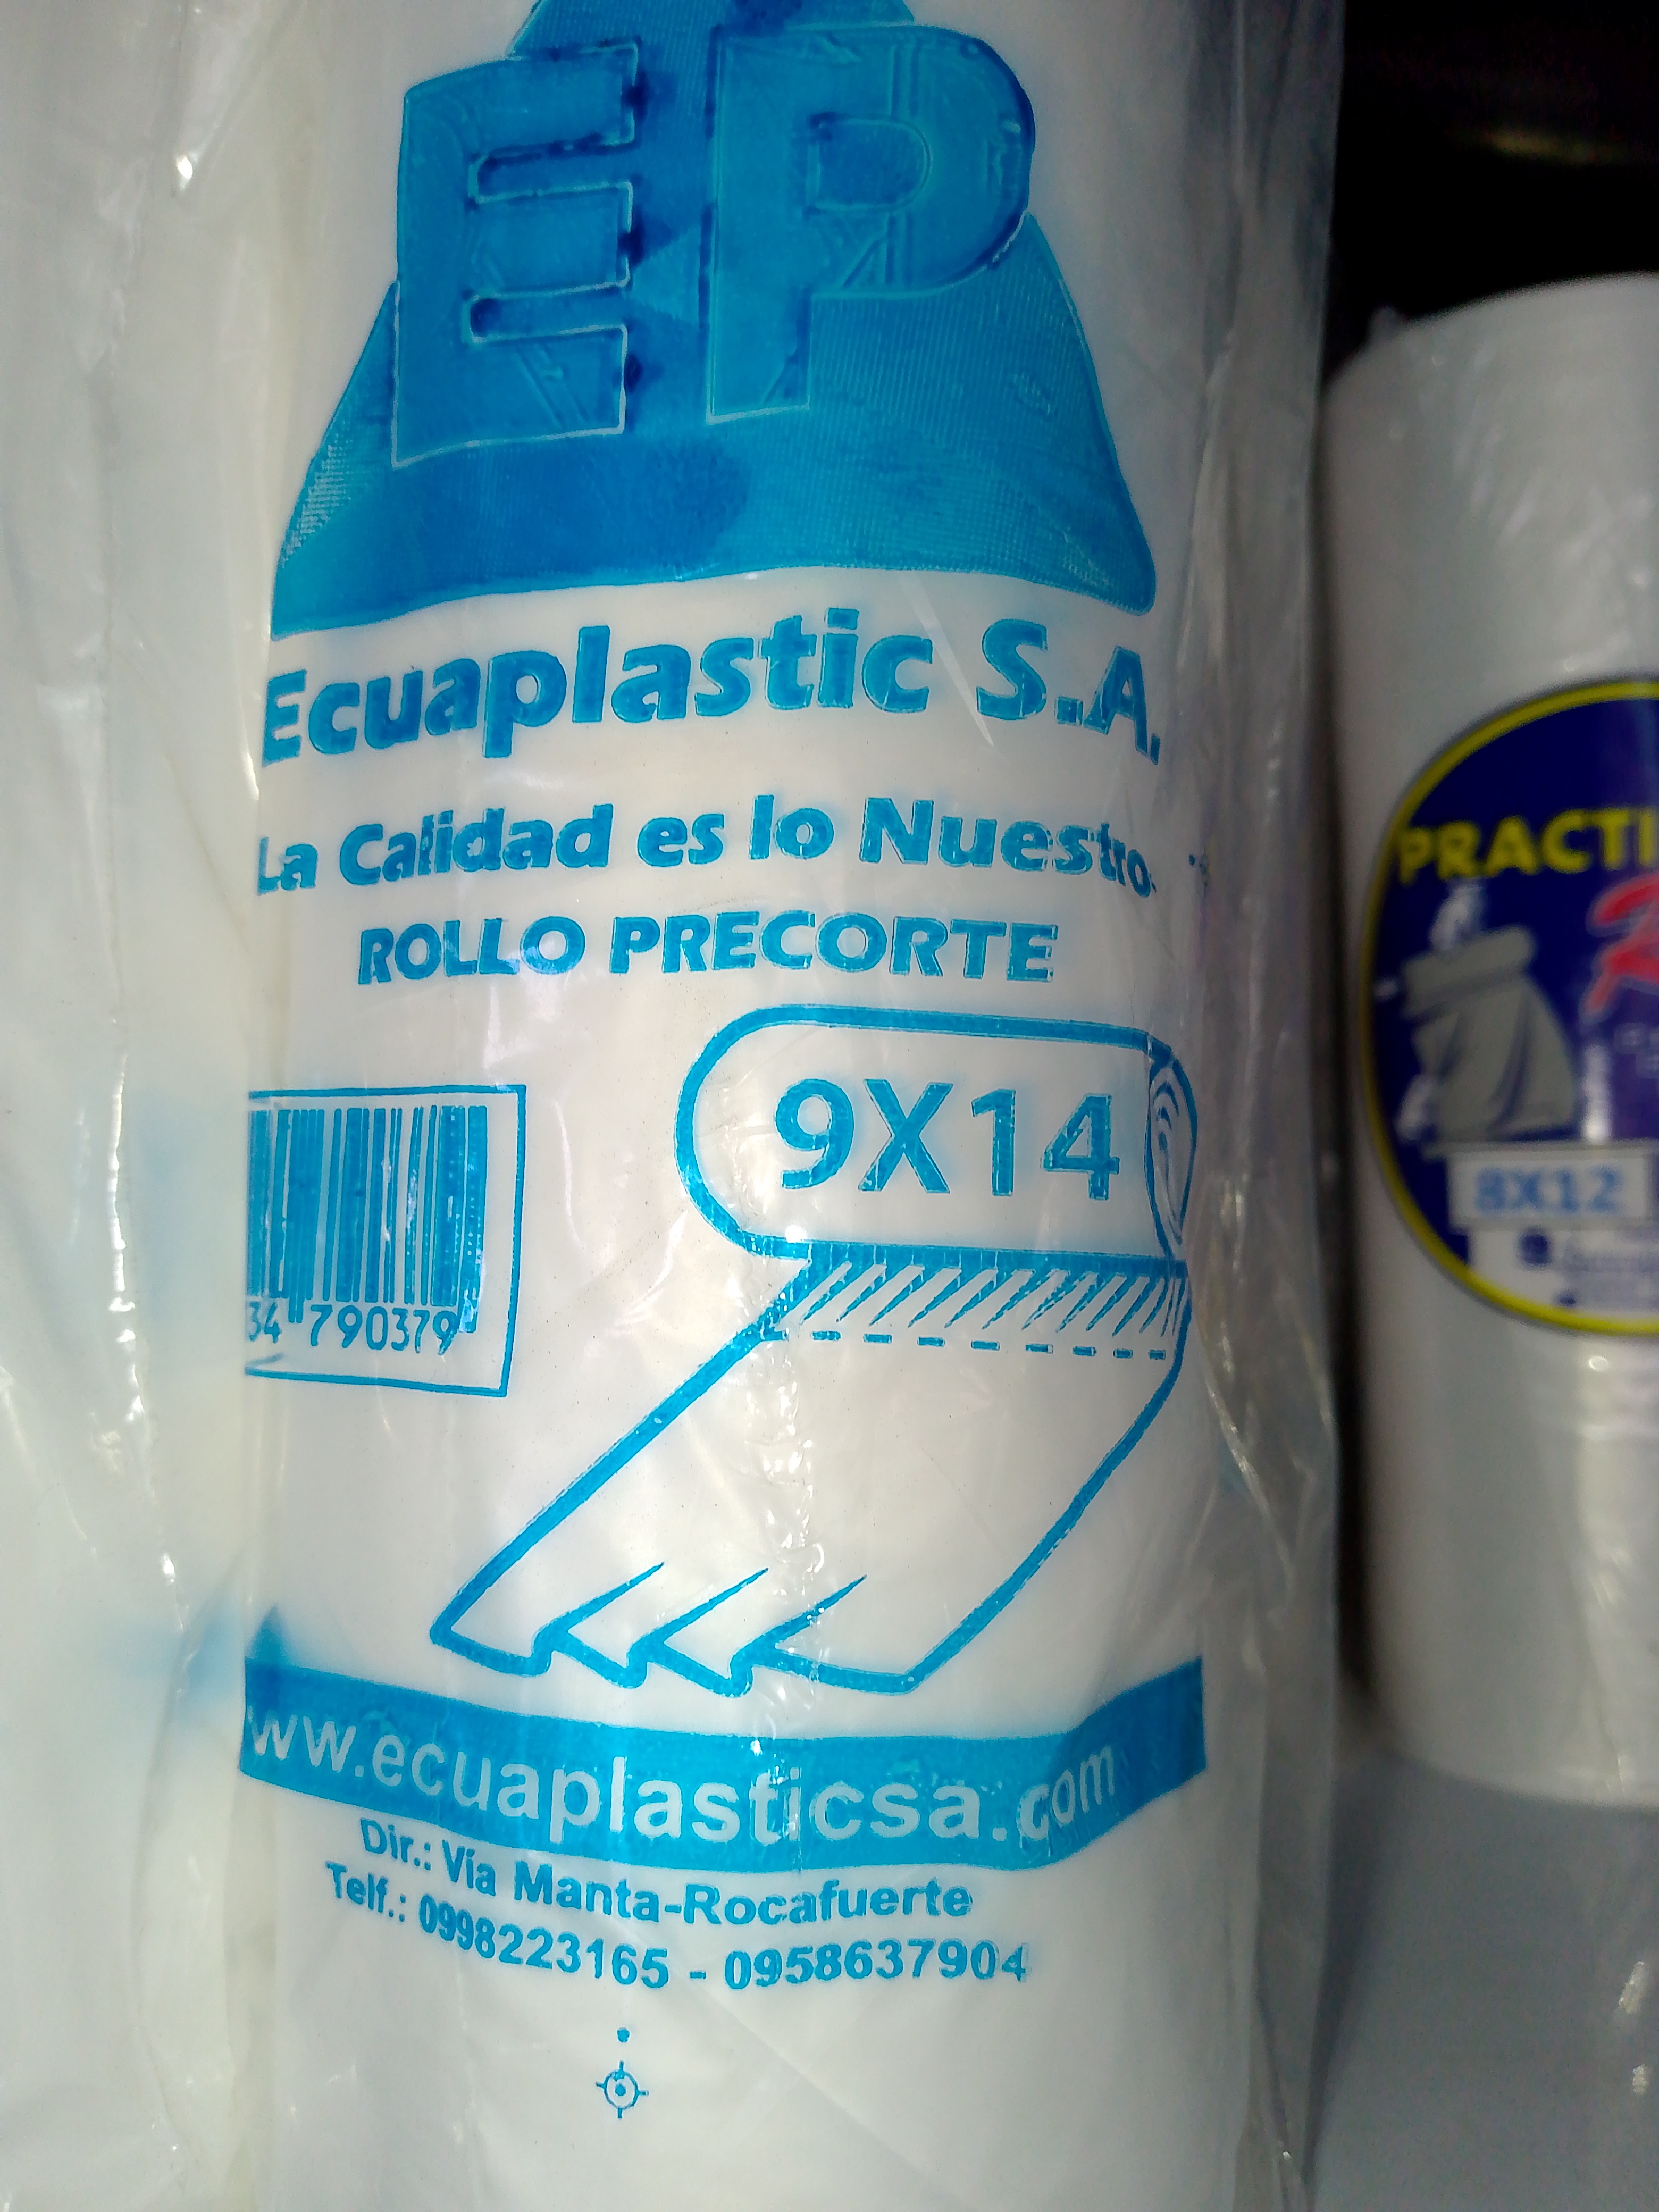 EP
Ecuaplastic S.A.
La Calidad es lo Nuestro.
ROLLO PRECORTE
9X14
34 790379
ww.ecuaplasticsa.com
Dir.: Vía Manta-Rocafuerte
Telf.: 0998223165 - 0958637904
PRACTI
8X12